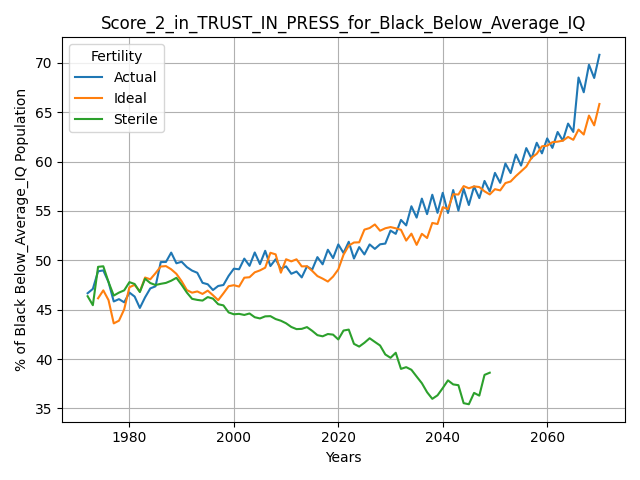 Score_2_in_TRUST_IN_PRESS_for_Black_Below_Average_IQ
Fertility
Actual
Ideal
Sterile
% of Black Below_Average_IQ Population
70
65
60
55
50
45
40
35
1980
2000
2020
2040
2060
Years